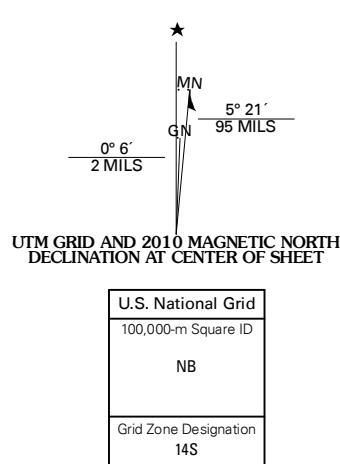 ★
MN
5° 21´
95 MILS
GN
0° 6´
2 MILS
UTM GRID AND 2010 MAGNETIC NORTH
DECLINATION AT CENTER OF SHEET
U.S. National Grid
100,000-m Square ID
NB
Grid Zone Designation
14S